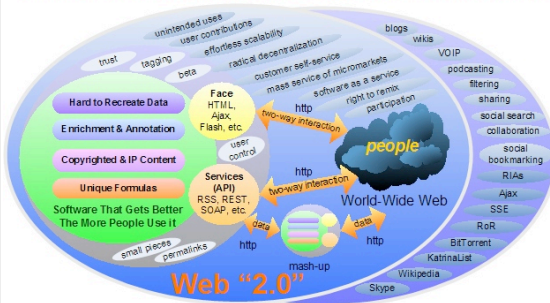 unintended uses
user contributions
effortless scalability
radical decentralization
customer self-service
mass service of micromarkets
software as a service
right to remix
participation
trust
tagging
beta
Hard to Recreate Data
Enrichment & Annotation
Copyrighted & IP Content
Unique Formulas
Software That Gets Better
The More People Use it
Face
HTML,
Ajax,
Flash, etc.
user
control
Services
(API)
RSS, REST,
SOAP, etc.
small pieces
permalinks
http
two-way interaction
http
two-way interaction
people
World-Wide Web
data
http
mash-up
data
http
Web "2.0"
blogs
wikis
VOIP
podcasting
filtering
sharing
social search
collaboration
social
bookmarking
RIAs
Ajax
SSE
RoR
BitTorrent
KatrinaList
Wikipedia
Skype